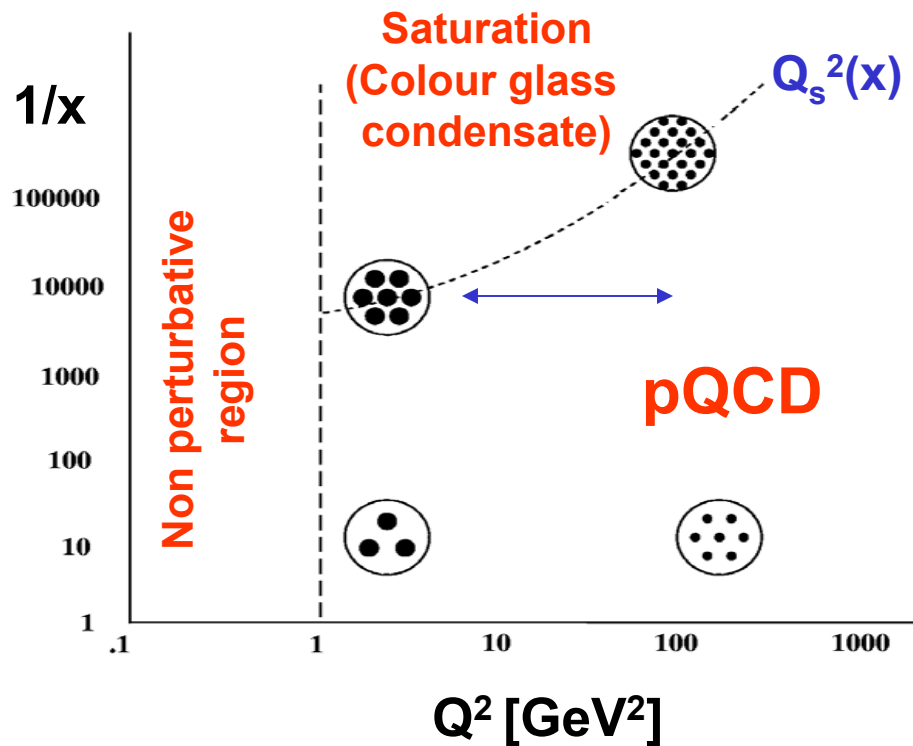 Saturation
(Colour glass
condensate)
Qs²(x)
1/x
100000
10000
1000
100
10
1
Non perturbative
region
pQCD
.1
1
10
100
1000
Q² [GeV²]